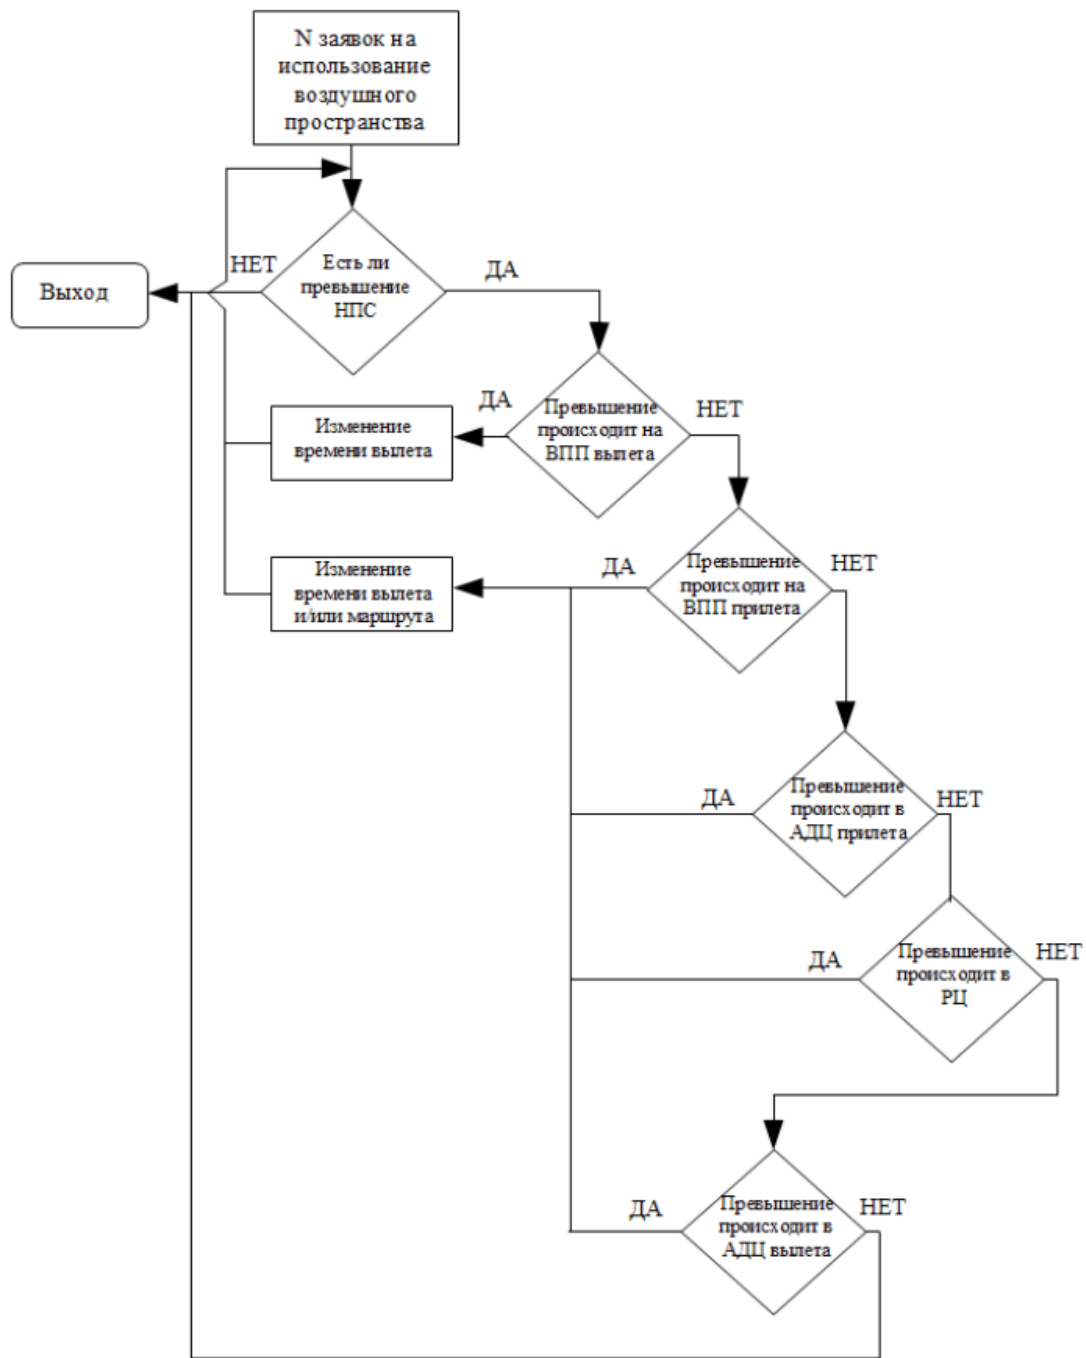 N заявок на
использование
воздушного
пространства
НЕТ
Есть ли
превышение
НПС
ДА
Выход
ДА
Превышение
происходит на
ВПП вылета
НЕТ
Изменение
времени вылета
Изменение
времени вылета
и/или маршрута
ДА
Превышение
происходит на
ВПП прилета
НЕТ
ДА
Превышение
происходит в
АДЦ прилета
НЕТ
ДА
Превышение
происходит в
РЦ
НЕТ
ДА
Превышение
происходит в
АДЦ вылета
НЕТ